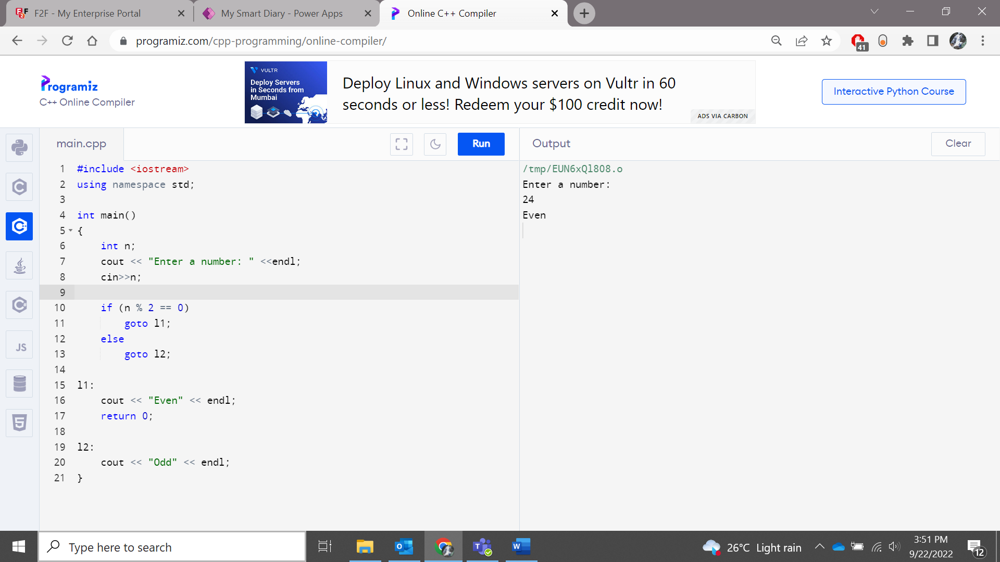 F2F - My Enterprise Portal
My Smart Diary - Power Apps
Online C++ Compiler
programiz.com/cpp-programming/online-compiler/
41
Programiz
C++ Online Compiler
VULTR
Deploy Servers
in Seconds from
Mumbai
Deploy Linux and Windows servers on Vultr in 60
seconds or less! Redeem your $100 credit now!
ADS VIA CARBON
Interactive Python Course
main.cpp
Run
Output
Clear
1 #include <iostream>
2 using namespace std;
3
4 int main()
5 {
6 int n;
7 cout << "Enter a number: " <<endl;
8 cin>>n;
9
10 if (n % 2 == 0)
11 goto l1;
12 else
13 goto l2;
14
15 l1:
16 cout << "Even" << endl;
17 return 0;
18
19 l2:
20 cout << "Odd" << endl;
21 }
/tmp/EUN6xQl8O8.o
Enter a number:
24
Even
JS
Type here to search
26°C Light rain
3:51 PM
9/22/2022
12